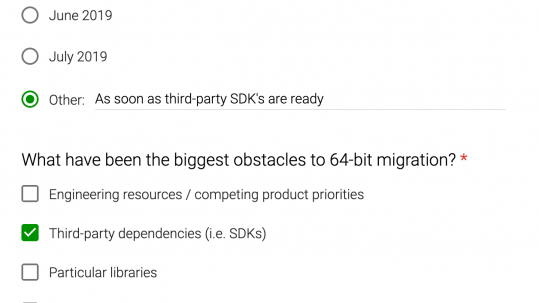 June 2019
July 2019
Other: As soon as third-party SDK's are ready
What have been the biggest obstacles to 64-bit migration? *
Engineering resources / competing product priorities
Third-party dependencies (i.e. SDKs)
Particular libraries